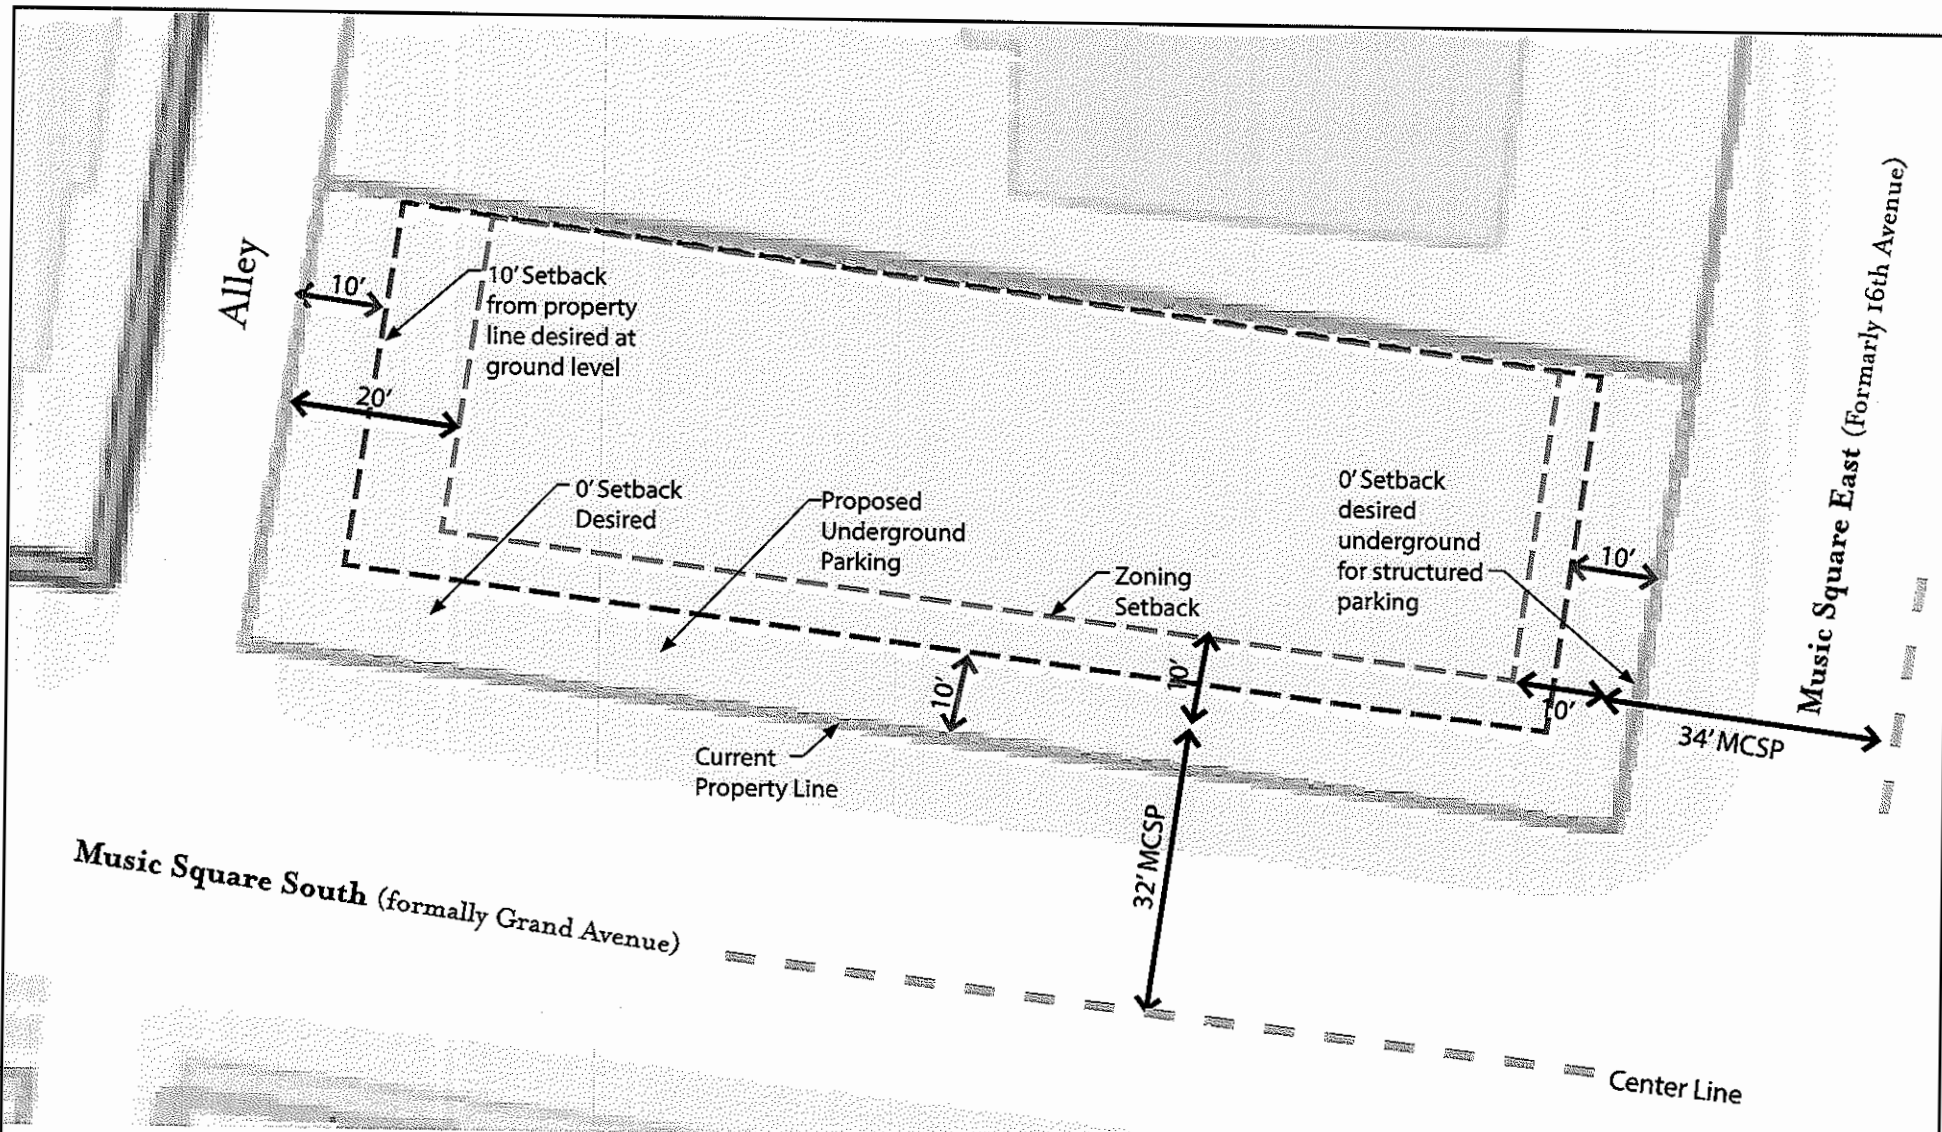 Alley
10'
10' Setback
from property
line desired at
ground level
20'
0' Setback
Desired
Proposed
Underground
Parking
Zoning
Setback
0' Setback
desired
underground
for structured
parking
10'
10'
10'
0'
34' MCSP
Music Square East (Formarly 16th Avenue)
Current
Property Line
32' MCSP
Music Square South (formally Grand Avenue)
Center Line